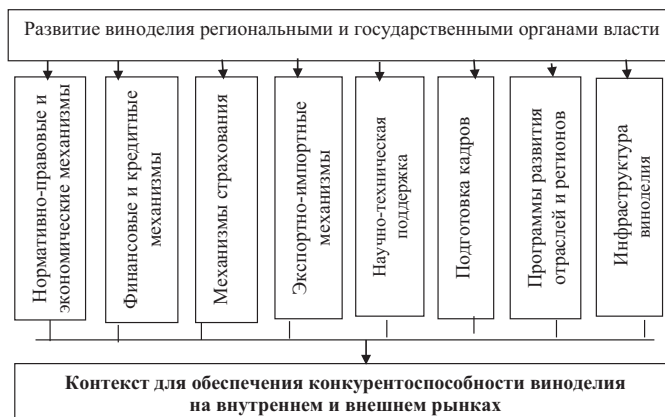 Развитие виноделия региональными и государственными органами власти
Нормативно-правовые и
экономические механизмы
Финансовые и кредитные
механизмы
Механизмы страхования
Экспортно-импортные
механизмы
Научно-техническая
поддержка
Подготовка кадров
Программы развития
отраслей и регионов
Инфраструктура
виноделия
Контекст для обеспечения конкурентоспособности виноделия
на внутреннем и внешнем рынках